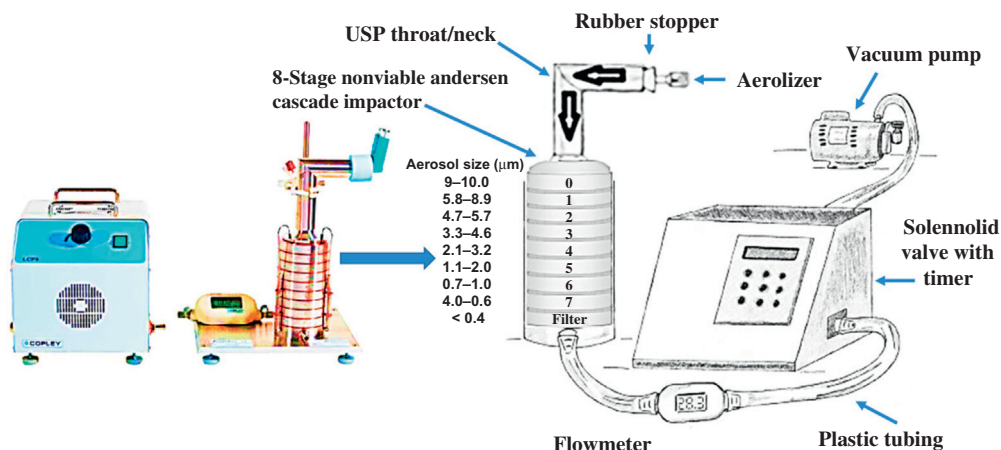 Rubber stopper
USP throat/neck
Vacuum pump
Aerolizer
8-Stage nonviable andersen
cascade impactor
Aerosol size (μm)
9–10.0
5.8–8.9
4.7–5.7
3.3–4.6
2.1–3.2
1.1–2.0
0.7–1.0
4.0–0.6
< 0.4
0
1
2
3
4
5
6
7
Filter
Solennolid
valve with
timer
LCP5
COPLEY
28.3
Flowmeter
Plastic tubing